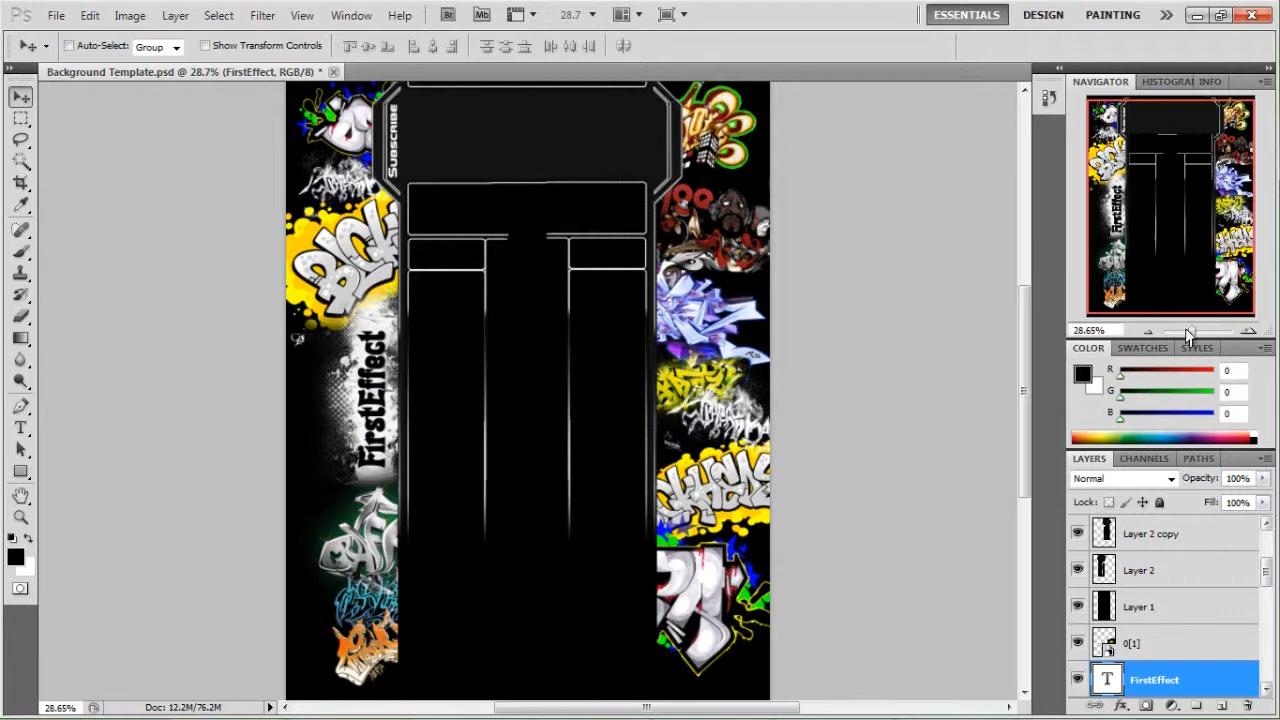 Ps File Edit Image Layer Select Filter View Window Help Br Mb 28.7 ESSENTIALS DESIGN PAINTING
Auto-Select: Group Show Transform Controls
Background Template.psd @ 28.7% (FirstEffect, RGB/8) *
NAVIGATOR HISTOGRAM INFO
SUBSCRIBE
FirstEffect
28.65%
COLOR SWATCHES STYLES
R 0
G 0
B 0
LAYERS CHANNELS PATHS
Normal Opacity: 100%
Lock: Fill: 100%
Layer 2 copy
Layer 2
Layer 1
0[1]
T FirstEffect
28.65% Doc: 12.2M/76.2M